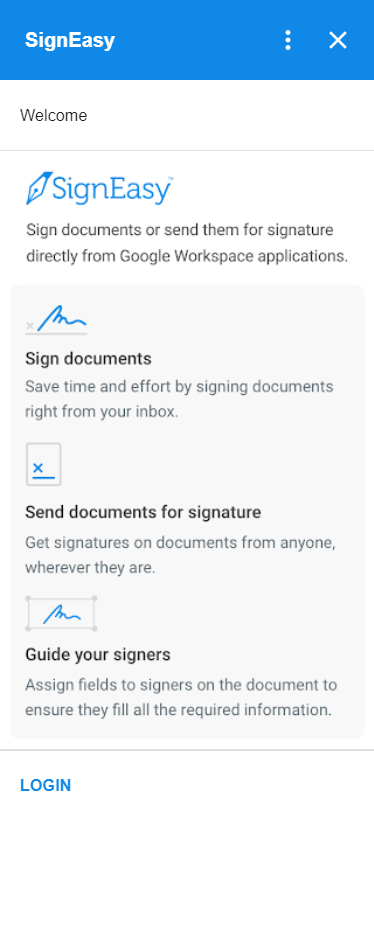 SignEasy
Welcome
SignEasy™
Sign documents or send them for signature
directly from Google Workspace applications.
Sign documents
Save time and effort by signing documents
right from your inbox.
Send documents for signature
Get signatures on documents from anyone,
wherever they are.
Guide your signers
Assign fields to signers on the document to
ensure they fill all the required information.
LOGIN